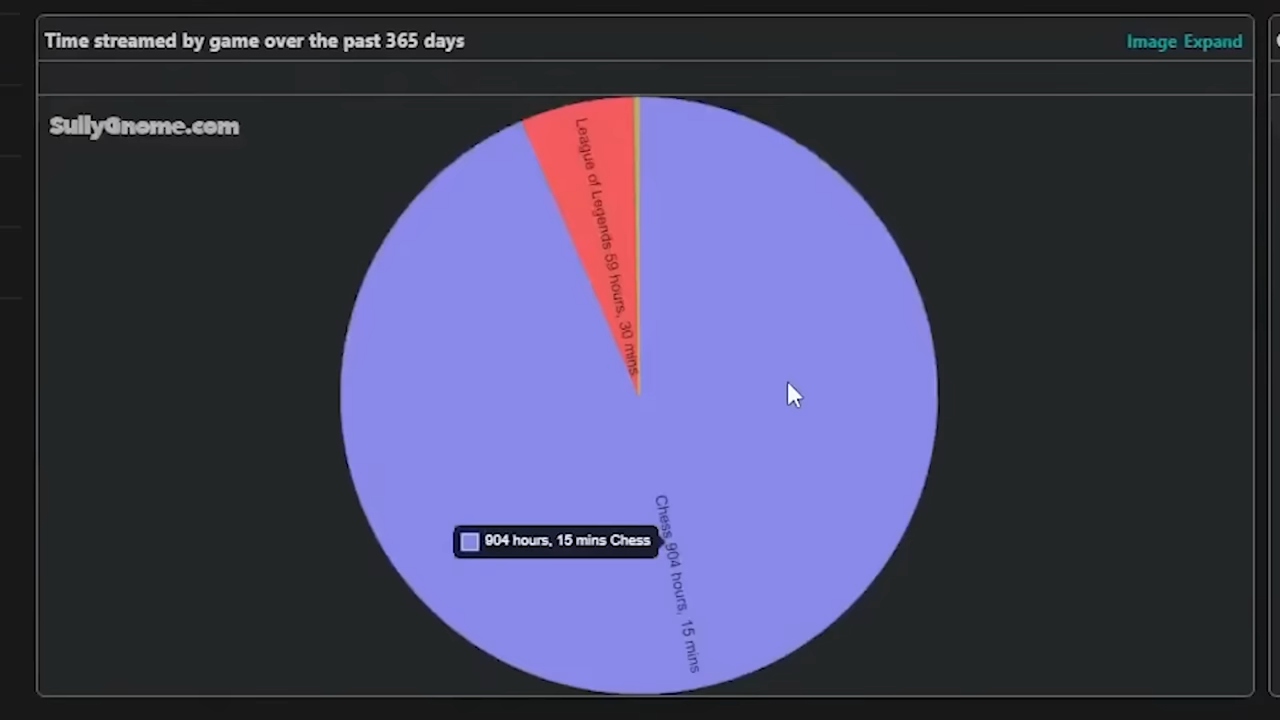 Time streamed by game over the past 365 days
Image Expand
SullyGnome.com
League of Legends 59 hours, 30 mins
904 hours, 15 mins Chess
Chess 904 hours, 15 mins